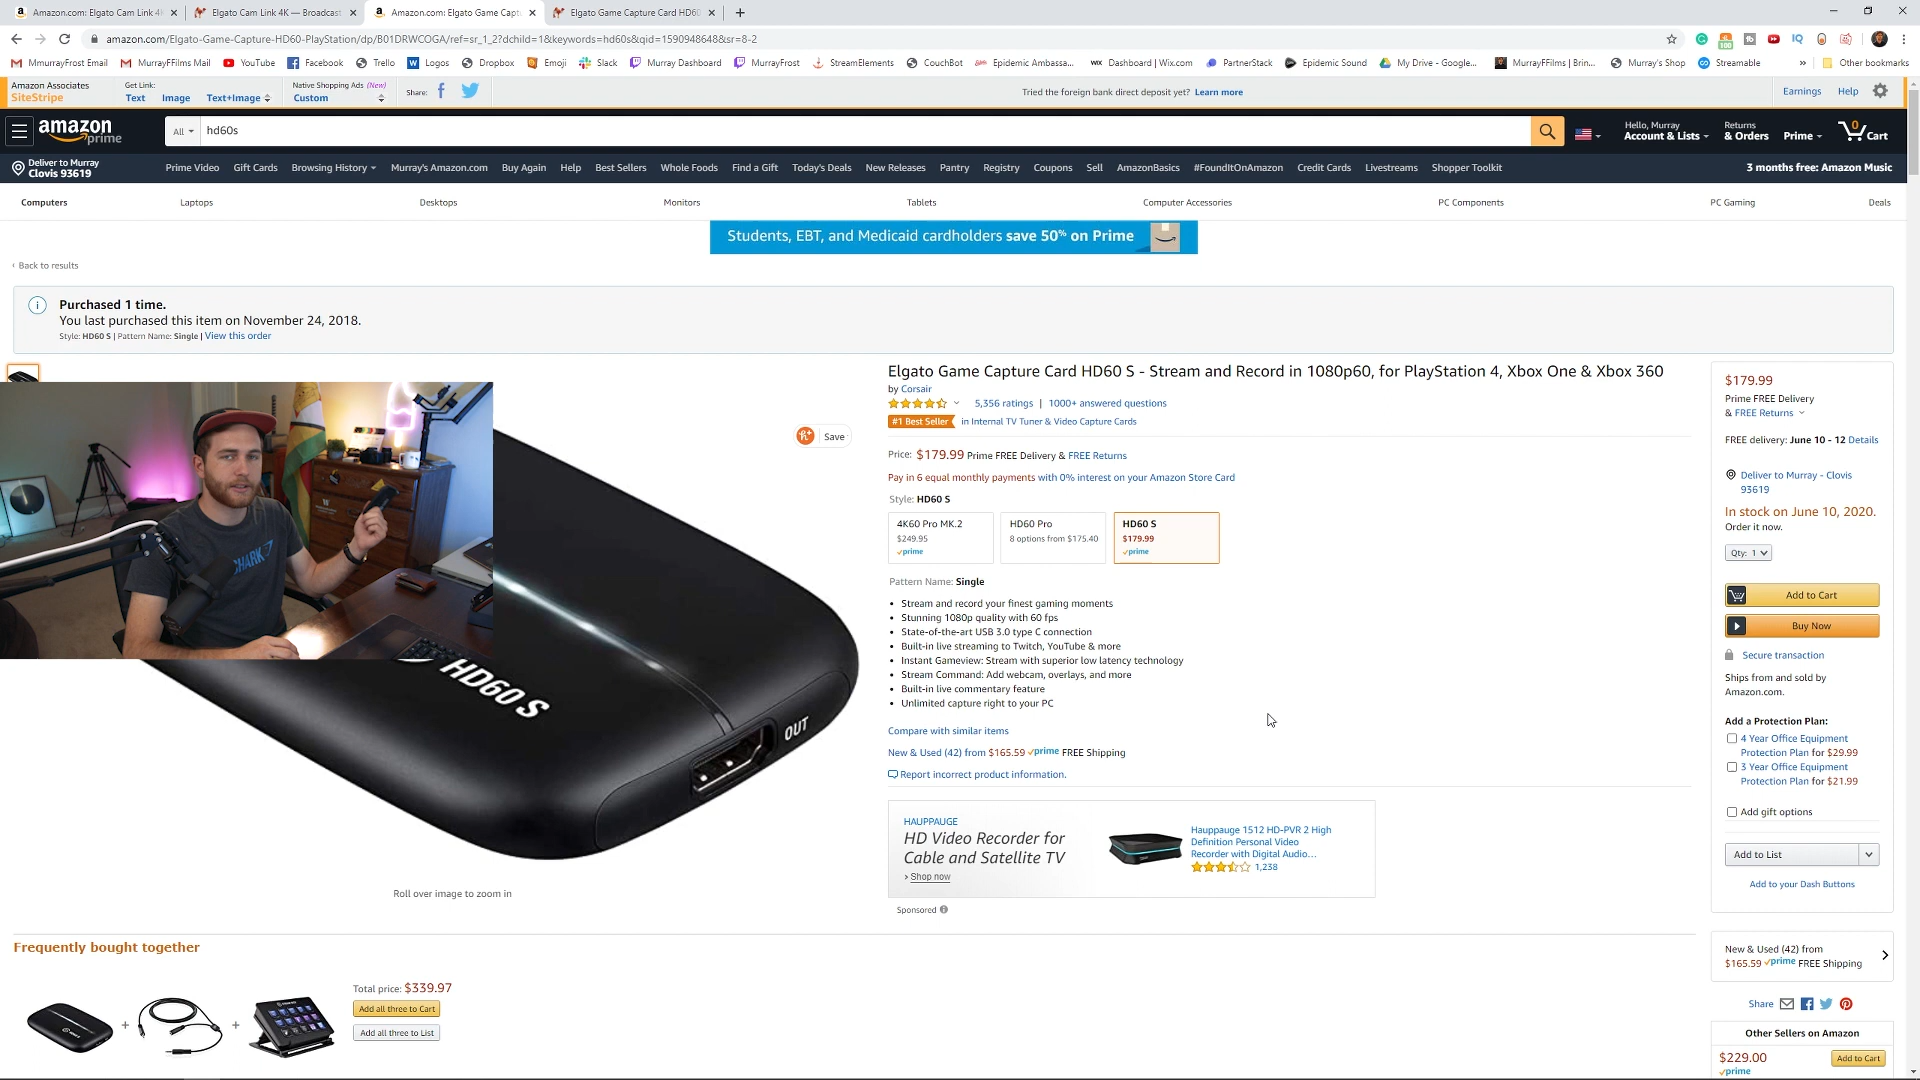 Amazon.com: Elgato Cam Link 4K
Elgato Cam Link 4K — Broadcast
Amazon.com: Elgato Game Captu
Elgato Game Capture Card HD60
amazon.com/Elgato-Game-Capture-HD60-PlayStation/dp/B01DRWCOGA/ref=sr_1_2?dchild=1&keywords=hd60s&qid=1590948648&sr=8-2
100
IQ
MmurrayFrost Email
MurrayFFilms Mail
YouTube
Facebook
Trello
Logos
Dropbox
Emoji
Slack
Murray Dashboard
MurrayFrost
StreamElements
CouchBot
Epidemic Ambassa...
WIX
Dashboard | Wix.com
PartnerStack
Epidemic Sound
My Drive - Google...
MurrayFFilms | Brin...
Murray's Shop
Streamable
»
Other bookmarks
Amazon Associates
SiteStripe
Get Link:
Text
Image
Text+Image
Native Shopping Ads (New)
Custom
Share:
Tried the foreign bank direct deposit yet? Learn more
Earnings
Help
amazon prime
All
hd60s
Hello, Murray
Account & Lists
Returns
& Orders
Prime
0
Cart
Deliver to Murray
Clovis 93619
Prime Video
Gift Cards
Browsing History
Murray's Amazon.com
Buy Again
Help
Best Sellers
Whole Foods
Find a Gift
Today's Deals
New Releases
Pantry
Registry
Coupons
Sell
AmazonBasics
#FoundItOnAmazon
Credit Cards
Livestreams
Shopper Toolkit
3 months free: Amazon Music
Computers
Laptops
Desktops
Monitors
Tablets
Computer Accessories
PC Components
PC Gaming
Deals
Students, EBT, and Medicaid cardholders save 50% on Prime
‹ Back to results
Purchased 1 time.
You last purchased this item on November 24, 2018.
Style: HD60 S | Pattern Name: Single | View this order
SHARK
HD60 S
OUT
Save
Roll over image to zoom in
Elgato Game Capture Card HD60 S - Stream and Record in 1080p60, for PlayStation 4, Xbox One & Xbox 360
by Corsair
5,356 ratings | 1000+ answered questions
#1 Best Seller in Internal TV Tuner & Video Capture Cards
Price: $179.99 Prime FREE Delivery & FREE Returns
Pay in 6 equal monthly payments with 0% interest on your Amazon Store Card
Style: HD60 S
4K60 Pro MK.2
$249.95
prime
HD60 Pro
8 options from $175.40
HD60 S
$179.99
prime
Pattern Name: Single
• Stream and record your finest gaming moments
• Stunning 1080p quality with 60 fps
• State-of-the-art USB 3.0 type C connection
• Built-in live streaming to Twitch, YouTube & more
• Instant Gameview: Stream with superior low latency technology
• Stream Command: Add webcam, overlays, and more
• Built-in live commentary feature
• Unlimited capture right to your PC
Compare with similar items
New & Used (42) from $165.59 prime FREE Shipping
Report incorrect product information.
HAUPPAUGE
HD Video Recorder for
Cable and Satellite TV
› Shop now
Hauppauge 1512 HD-PVR 2 High
Definition Personal Video
Recorder with Digital Audio…
1,238
Sponsored
$179.99
Prime FREE Delivery
& FREE Returns
FREE delivery: June 10 - 12 Details
Deliver to Murray - Clovis
93619
In stock on June 10, 2020.
Order it now.
Qty: 1
Add to Cart
Buy Now
Secure transaction
Ships from and sold by
Amazon.com.
Add a Protection Plan:
4 Year Office Equipment
Protection Plan for $29.99
3 Year Office Equipment
Protection Plan for $21.99
Add gift options
Add to List
Add to your Dash Buttons
New & Used (42) from
$165.59 prime FREE Shipping
Share
Other Sellers on Amazon
$229.00
prime
Add to Cart
Frequently bought together
+
+
Total price: $339.97
Add all three to Cart
Add all three to List